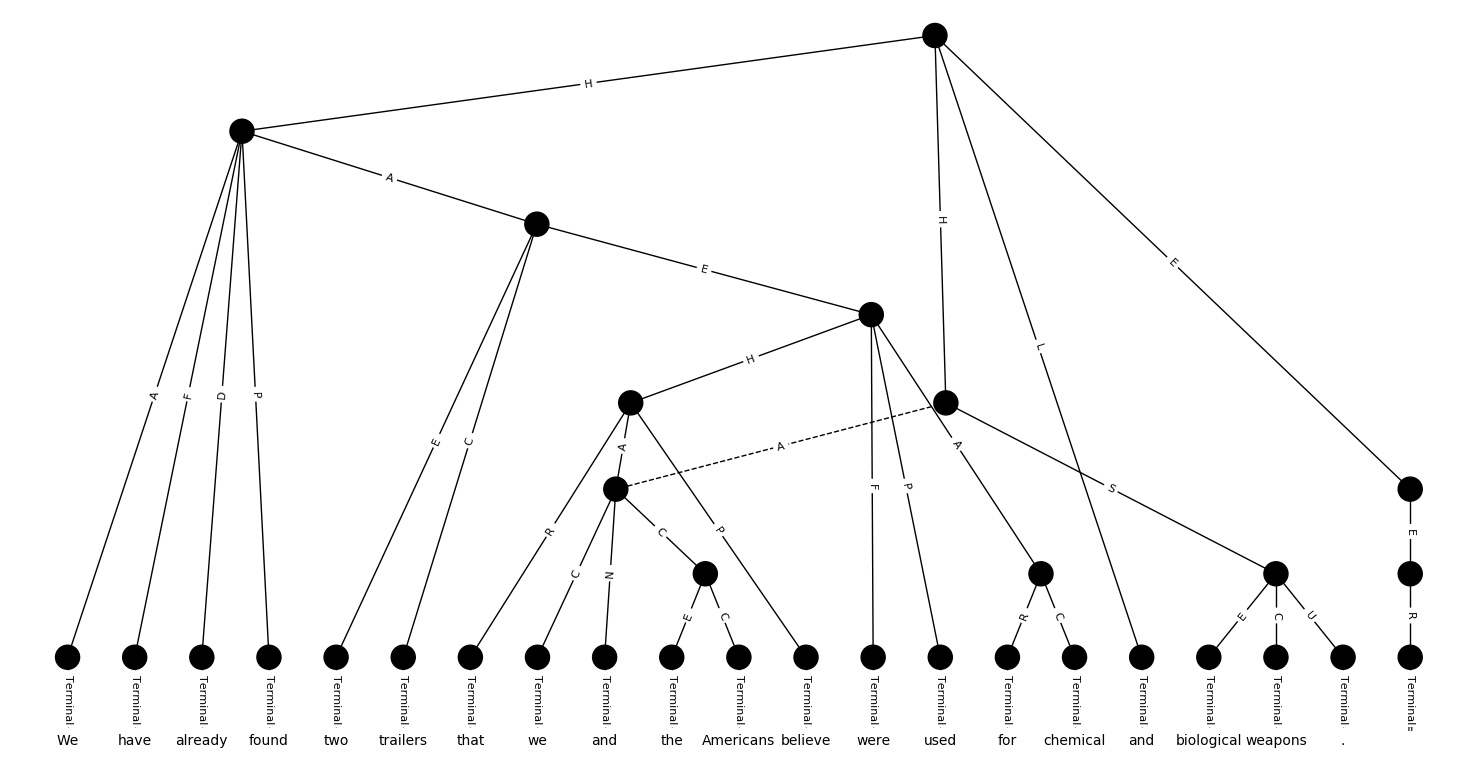 H
A
H
E
A
E
L
H
A
F
D
P
E
C
A
A
A
F
P
S
R
P
C
E
C
N
E
C
R
C
E
C
U
R
Terminal Terminal Terminal Terminal Terminal Terminal Terminal Terminal Terminal Terminal Terminal Terminal Terminal Terminal Terminal Terminal Terminal Terminal Terminal Terminal Terminal
We have already found two trailers that we and the Americans believe were used for chemical and biological weapons .